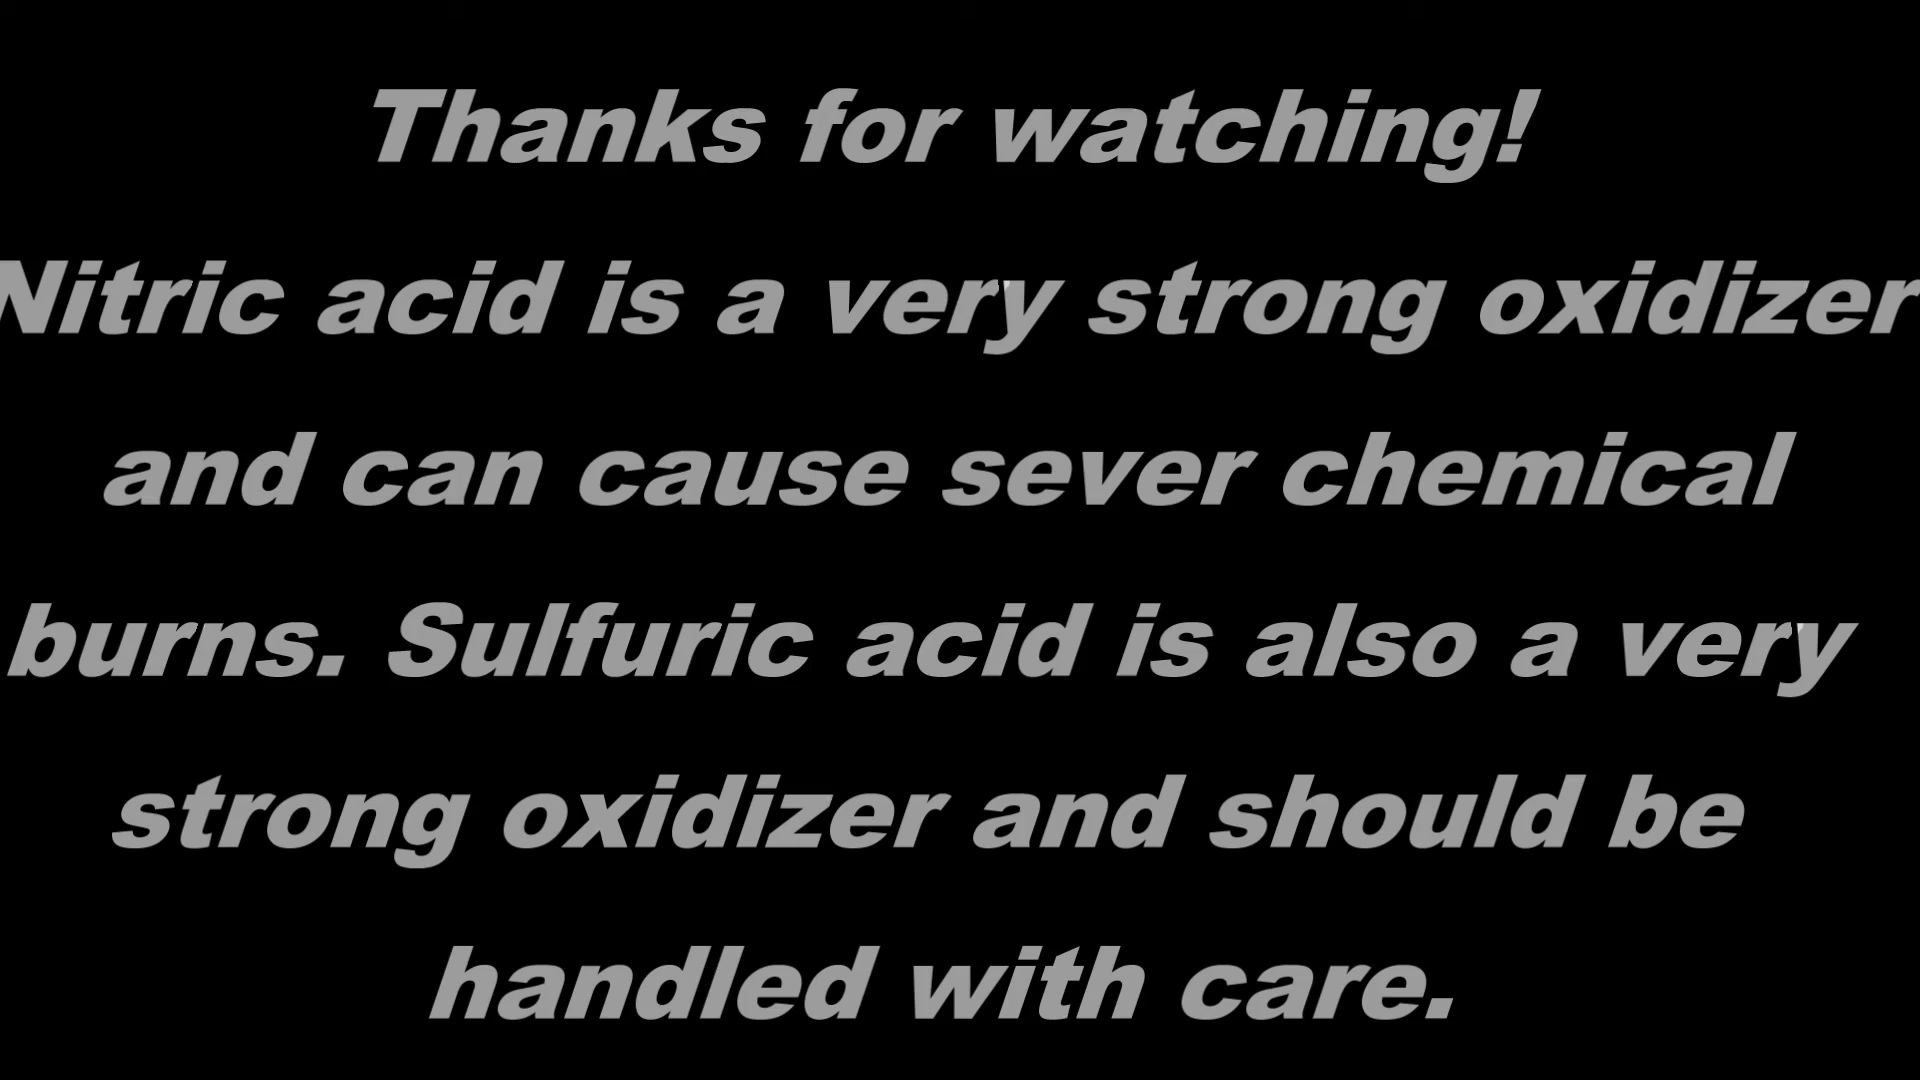 Thanks for watching!
Nitric acid is a very strong oxidizer
and can cause sever chemical
burns. Sulfuric acid is also a very
strong oxidizer and should be
handled with care.